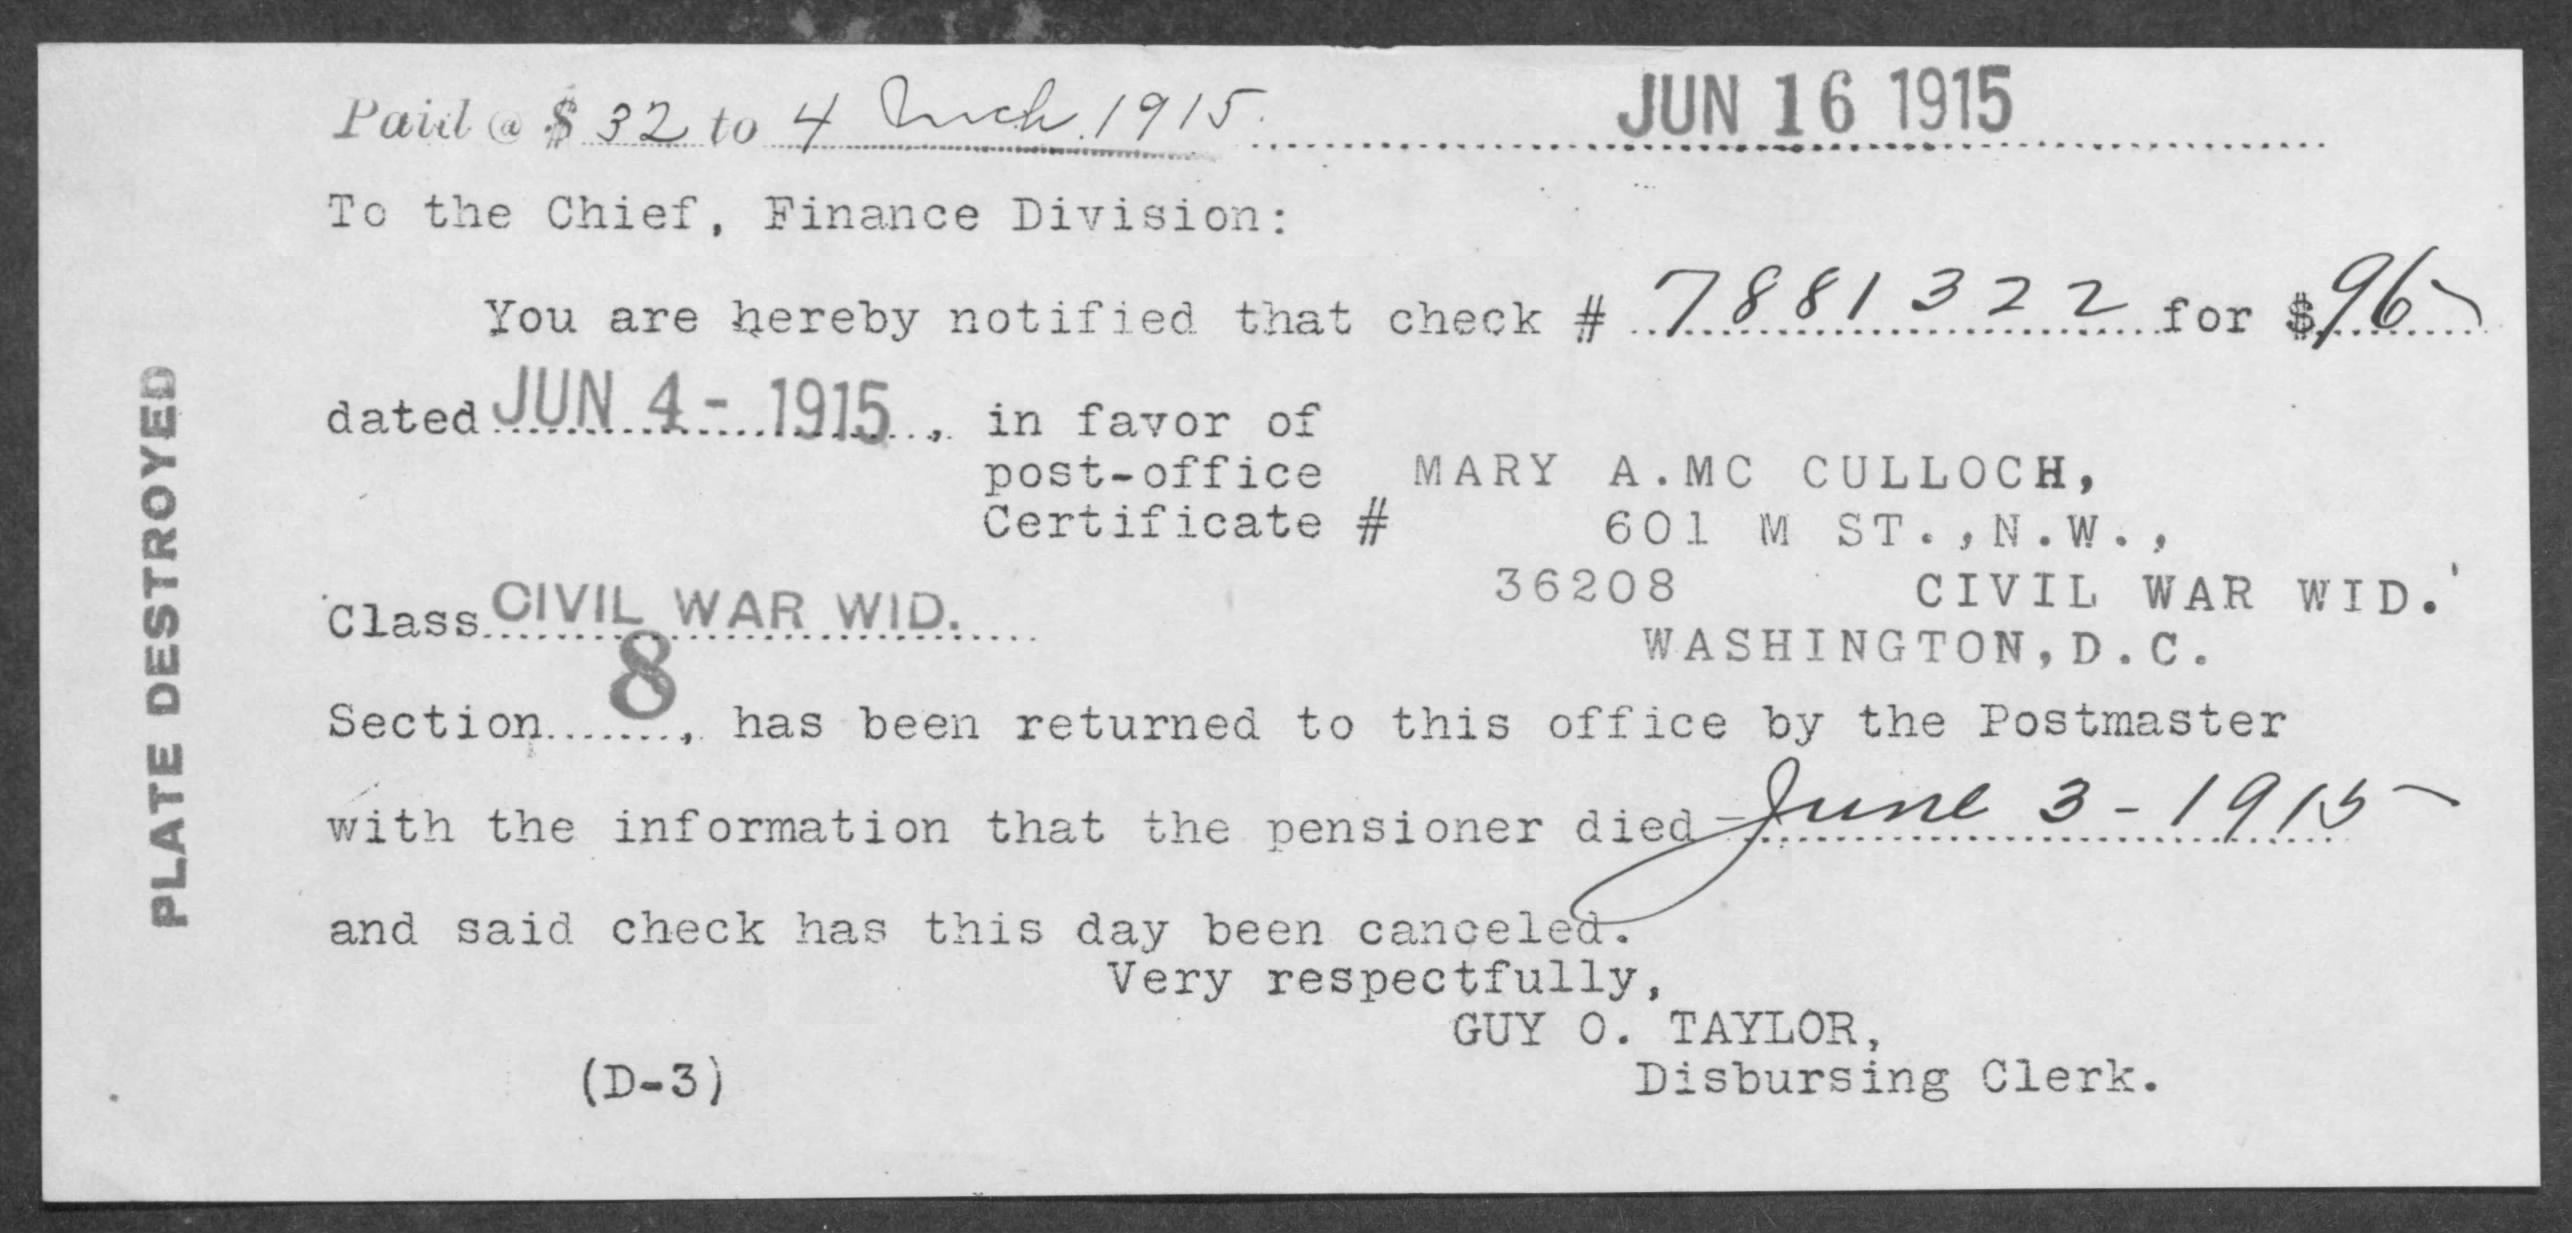 Paid @ $ 32 to 4 Mch. 1915. JUN 16 1915
To the Chief, Finance Division:
You are hereby notified that check # 7881322 for $96
dated JUN 4 - 1915, in favor of
post-office MARY A.MC CULLOCH,
Certificate # 601 M ST.,N.W.,
36208 CIVIL WAR WID.
Class CIVIL WAR WID.
WASHINGTON,D.C.
Section 8, has been returned to this office by the Postmaster
with the information that the pensioner died June 3 - 1915
and said check has this day been canceled.
Very respectfully,
GUY O. TAYLOR,
Disbursing Clerk.
(D-3)
PLATE DESTROYED